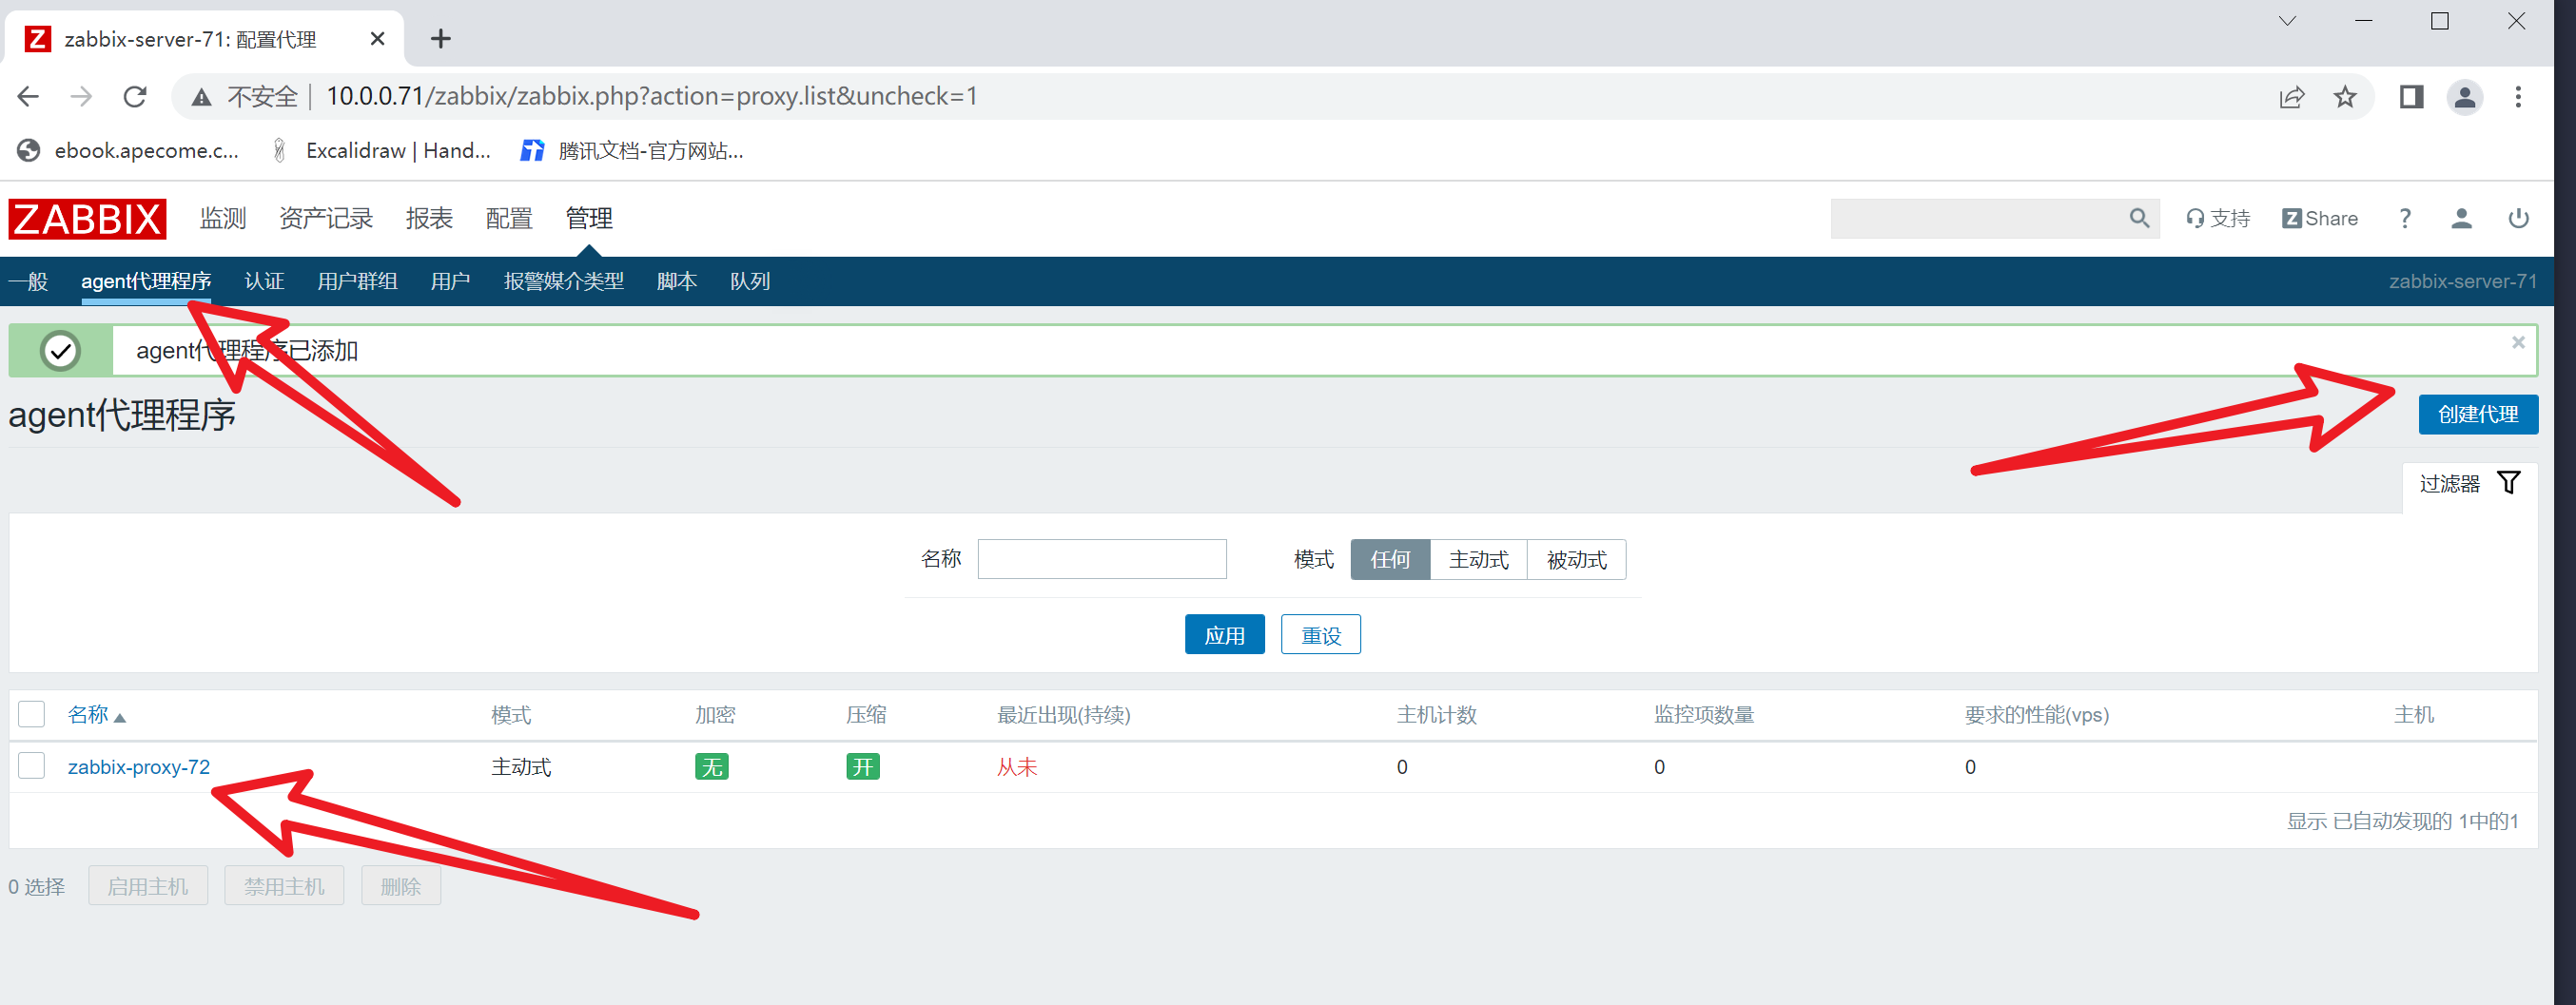 zabbix-server-71: 配置代理
不安全 10.0.0.71/zabbix/zabbix.php?action=proxy.list&uncheck=1
ebook.apecome.c... Excalidraw | Hand... 腾讯文档-官方网站...
ZABBIX 监测 资产记录 报表 配置 管理 支持 Z Share ?
一般 agent代理程序 认证 用户群组 用户 报警媒介类型 脚本 队列 zabbix-server-71
agent代理程序已添加
agent代理程序 创建代理
过滤器
名称 模式 任何 主动式 被动式
应用 重设
名称 模式 加密 压缩 最近出现(持续) 主机计数 监控项数量 要求的性能(vps) 主机
zabbix-proxy-72 主动式 无 开 从未 0 0 0
显示 已自动发现的 1中的1
0 选择 启用主机 禁用主机 删除